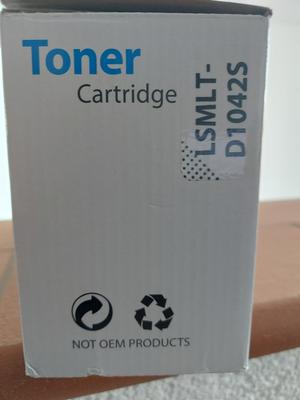 Toner
Cartridge
LSMLT-
D1042S
NOT OEM PRODUCTS